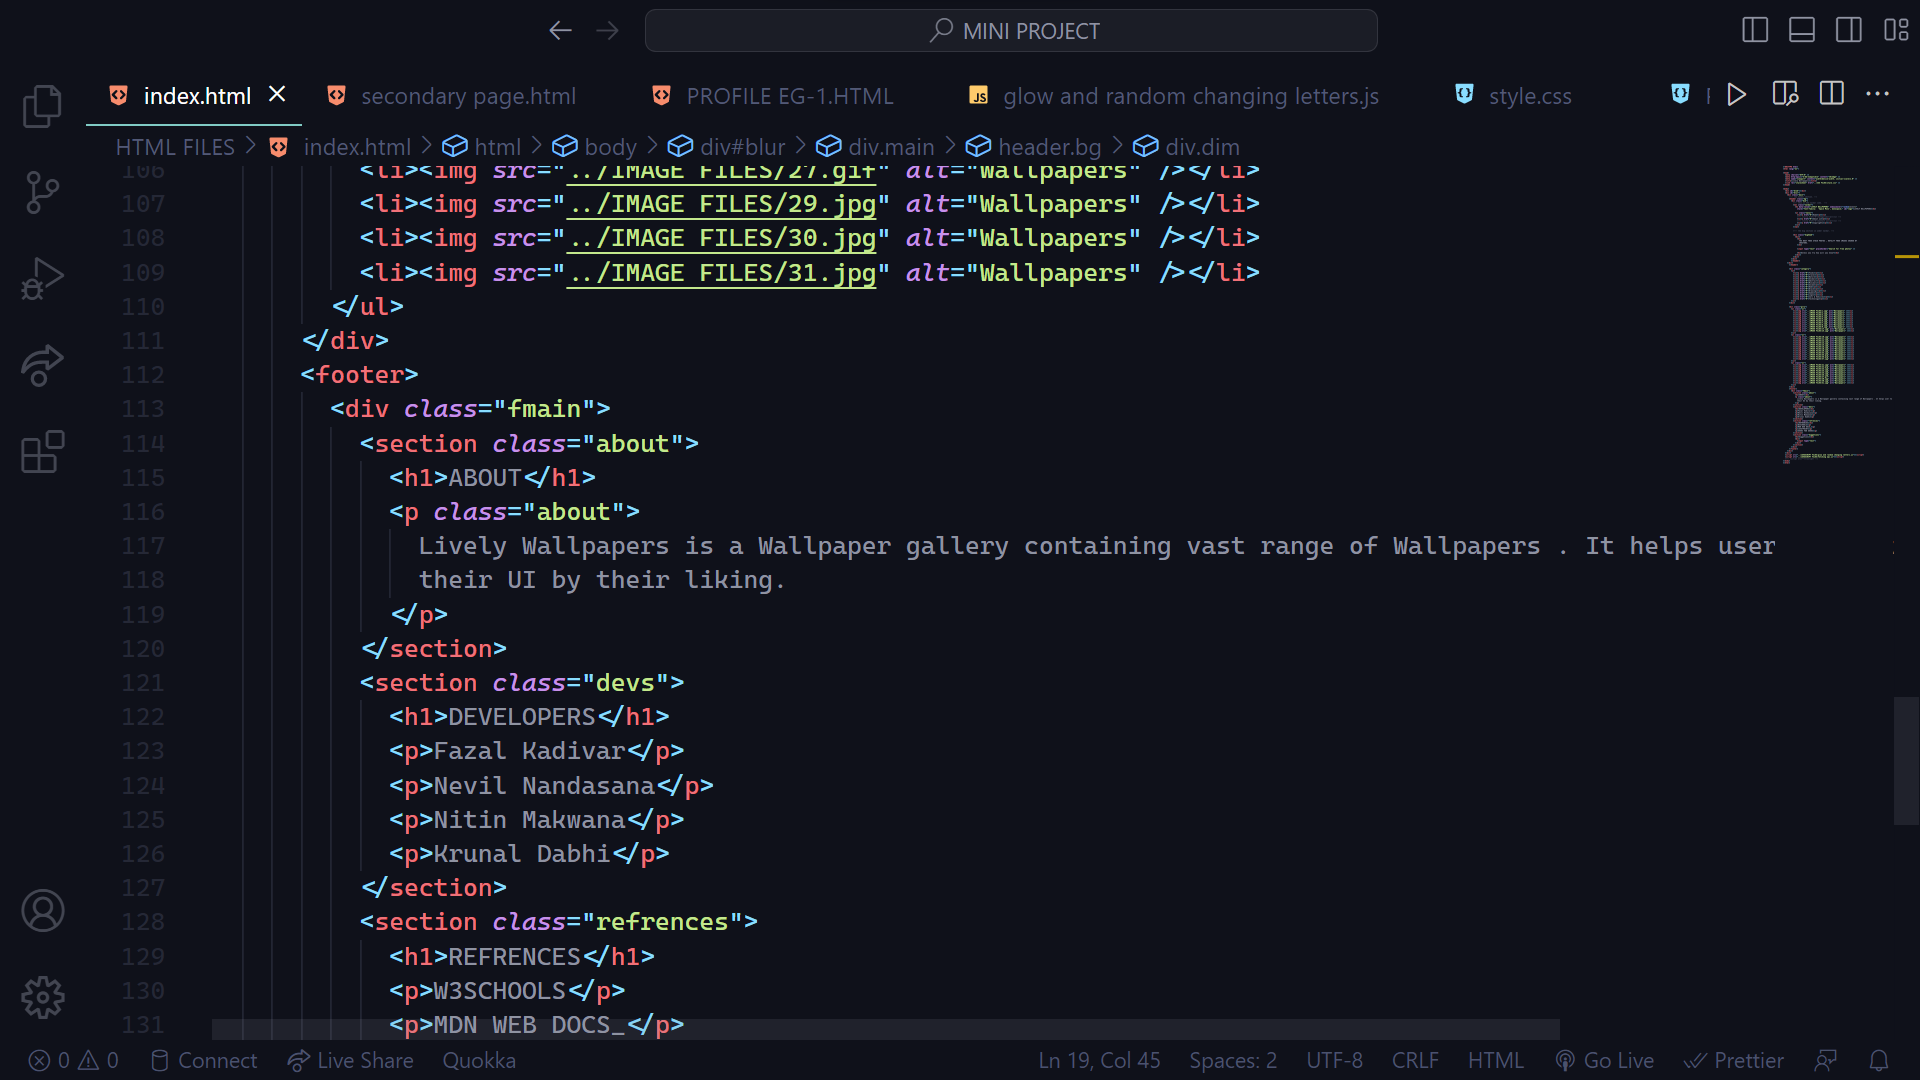 MINI PROJECT
index.html
secondary page.html
PROFILE EG-1.HTML
glow and random changing letters.js
style.css
HTML FILES > index.html > html > body > div#blur > div.main > header.bg > div.dim
106 <li><img src="../IMAGE FILES/27.gif" alt="Wallpapers" /></li>
107 <li><img src="../IMAGE FILES/29.jpg" alt="Wallpapers" /></li>
108 <li><img src="../IMAGE FILES/30.jpg" alt="Wallpapers" /></li>
109 <li><img src="../IMAGE FILES/31.jpg" alt="Wallpapers" /></li>
110 </ul>
111 </div>
112 <footer>
113 <div class="fmain">
114 <section class="about">
115 <h1>ABOUT</h1>
116 <p class="about">
117 Lively Wallpapers is a Wallpaper gallery containing vast range of Wallpapers . It helps user
118 their UI by their liking.
119 </p>
120 </section>
121 <section class="devs">
122 <h1>DEVELOPERS</h1>
123 <p>Fazal Kadivar</p>
124 <p>Nevil Nandasana</p>
125 <p>Nitin Makwana</p>
126 <p>Krunal Dabhi</p>
127 </section>
128 <section class="refrences">
129 <h1>REFRENCES</h1>
130 <p>W3SCHOOLS</p>
131 <p>MDN WEB DOCS_</p>
0 0 Connect Live Share Quokka Ln 19, Col 45 Spaces: 2 UTF-8 CRLF HTML Go Live Prettier